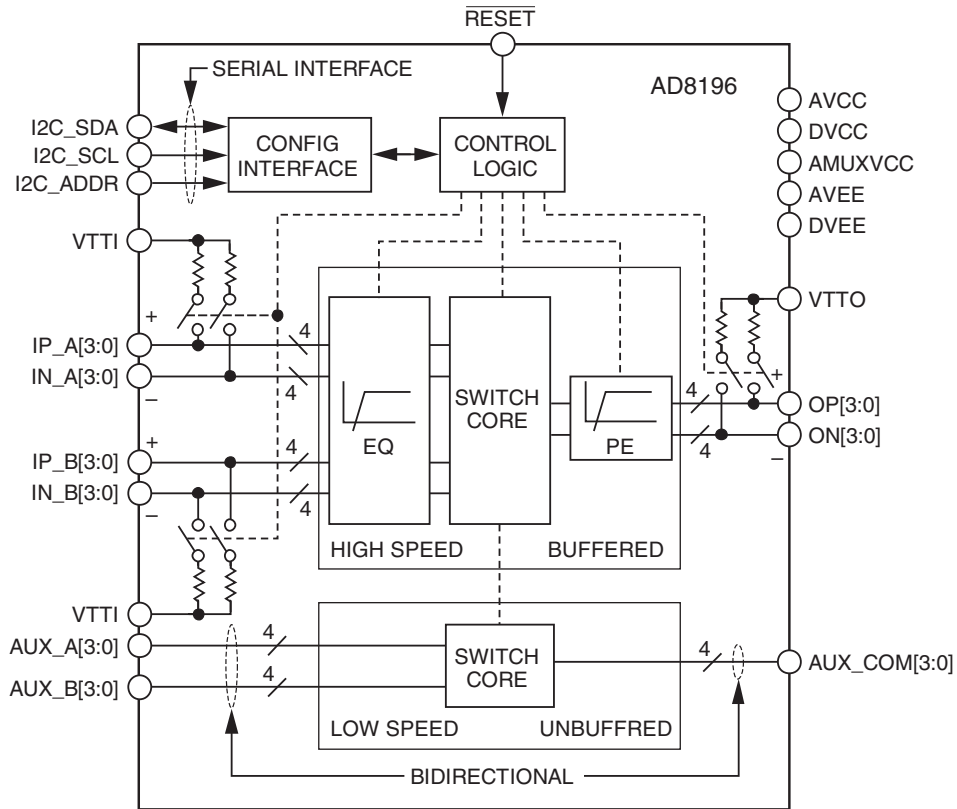 RESET
SERIAL INTERFACE
AD8196
I2C_SDA
I2C_SCL
I2C_ADDR
CONFIG
INTERFACE
CONTROL
LOGIC
AVCC
DVCC
AMUXVCC
AVEE
DVEE
VTTI
VTTO
+
IP_A[3:0]
4
IN_A[3:0]
4
–
+
IP_B[3:0]
4
IN_B[3:0]
4
–
EQ
SWITCH
CORE
PE
+
4
OP[3:0]
4
ON[3:0]
–
HIGH SPEED
BUFFERED
VTTI
AUX_A[3:0]
4
AUX_B[3:0]
4
SWITCH
CORE
4
AUX_COM[3:0]
LOW SPEED
UNBUFFRED
BIDIRECTIONAL